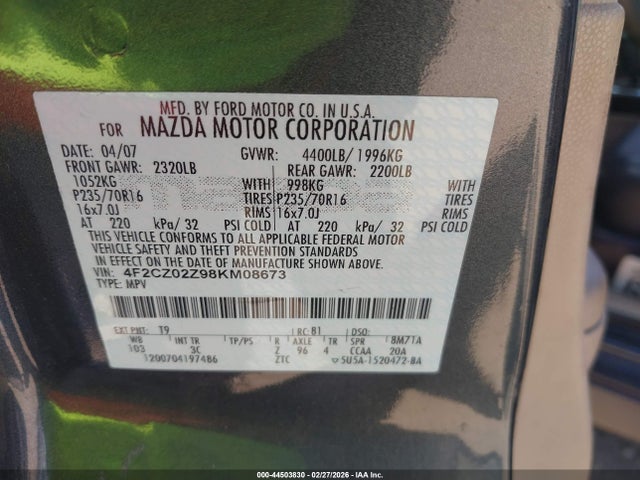 MFD. BY FORD MOTOR CO. IN U.S.A.
FOR MAZDA MOTOR CORPORATION
DATE: 04/07 GVWR: 4400LB/ 1996KG
FRONT GAWR: 2320LB REAR GAWR: 2200LB
1052KG WITH 998KG WITH
P235/70R16 TIRES P235/70R16 TIRES
16x7.0J RIMS 16x7.0J RIMS
AT 220 kPa/ 32 PSI COLD AT 220 kPa/ 32 PSI COLD
THIS VEHICLE CONFORMS TO ALL APPLICABLE FEDERAL MOTOR
VEHICLE SAFETY AND THEFT PREVENTION STANDARDS
IN EFFECT ON THE DATE OF MANUFACTURE SHOWN ABOVE.
VIN: 4F2CZ02Z98KM08673
TYPE: MPV
EXT PNT: T9 RC: 81 DSO:
WB INT TR TP/PS R AXLE TR SPR 8M71A
103 3C Z 96 4 CCAA 20A
1200704197486 ZTC 5U5A-1520472-BA
000-44503830 - 02/27/2026 - IAA, Inc.